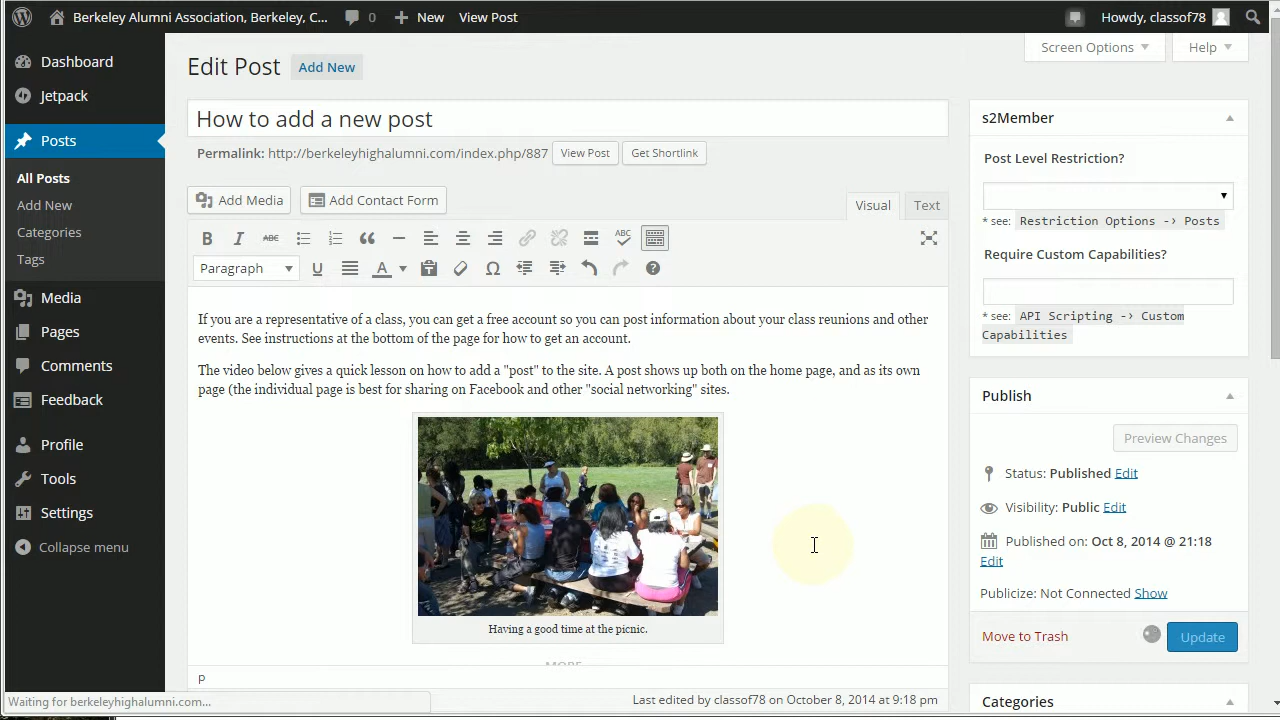 Berkeley Alumni Association, Berkeley, C... 0 New View Post Howdy, classof78
Screen Options Help
Dashboard
Jetpack
Posts
All Posts
Add New
Categories
Tags
Media
Pages
Comments
Feedback
Profile
Tools
Settings
Collapse menu
Edit Post Add New
How to add a new post
Permalink: http://berkeleyhighalumni.com/index.php/887 View Post Get Shortlink
Add Media Add Contact Form Visual Text
B I ABC ABC
Paragraph U A
If you are a representative of a class, you can get a free account so you can post information about your class reunions and other
events. See instructions at the bottom of the page for how to get an account.
The video below gives a quick lesson on how to add a "post" to the site. A post shows up both on the home page, and as its own
page (the individual page is best for sharing on Facebook and other "social networking" sites.
Having a good time at the picnic.
MORE
p
Last edited by classof78 on October 8, 2014 at 9:18 pm
s2Member
Post Level Restriction?
* see: Restriction Options -> Posts
Require Custom Capabilities?
* see: API Scripting -> Custom
Capabilities
Publish
Preview Changes
Status: Published Edit
Visibility: Public Edit
Published on: Oct 8, 2014 @ 21:18
Edit
Publicize: Not Connected Show
Move to Trash Update
Categories
Waiting for berkeleyhighalumni.com...